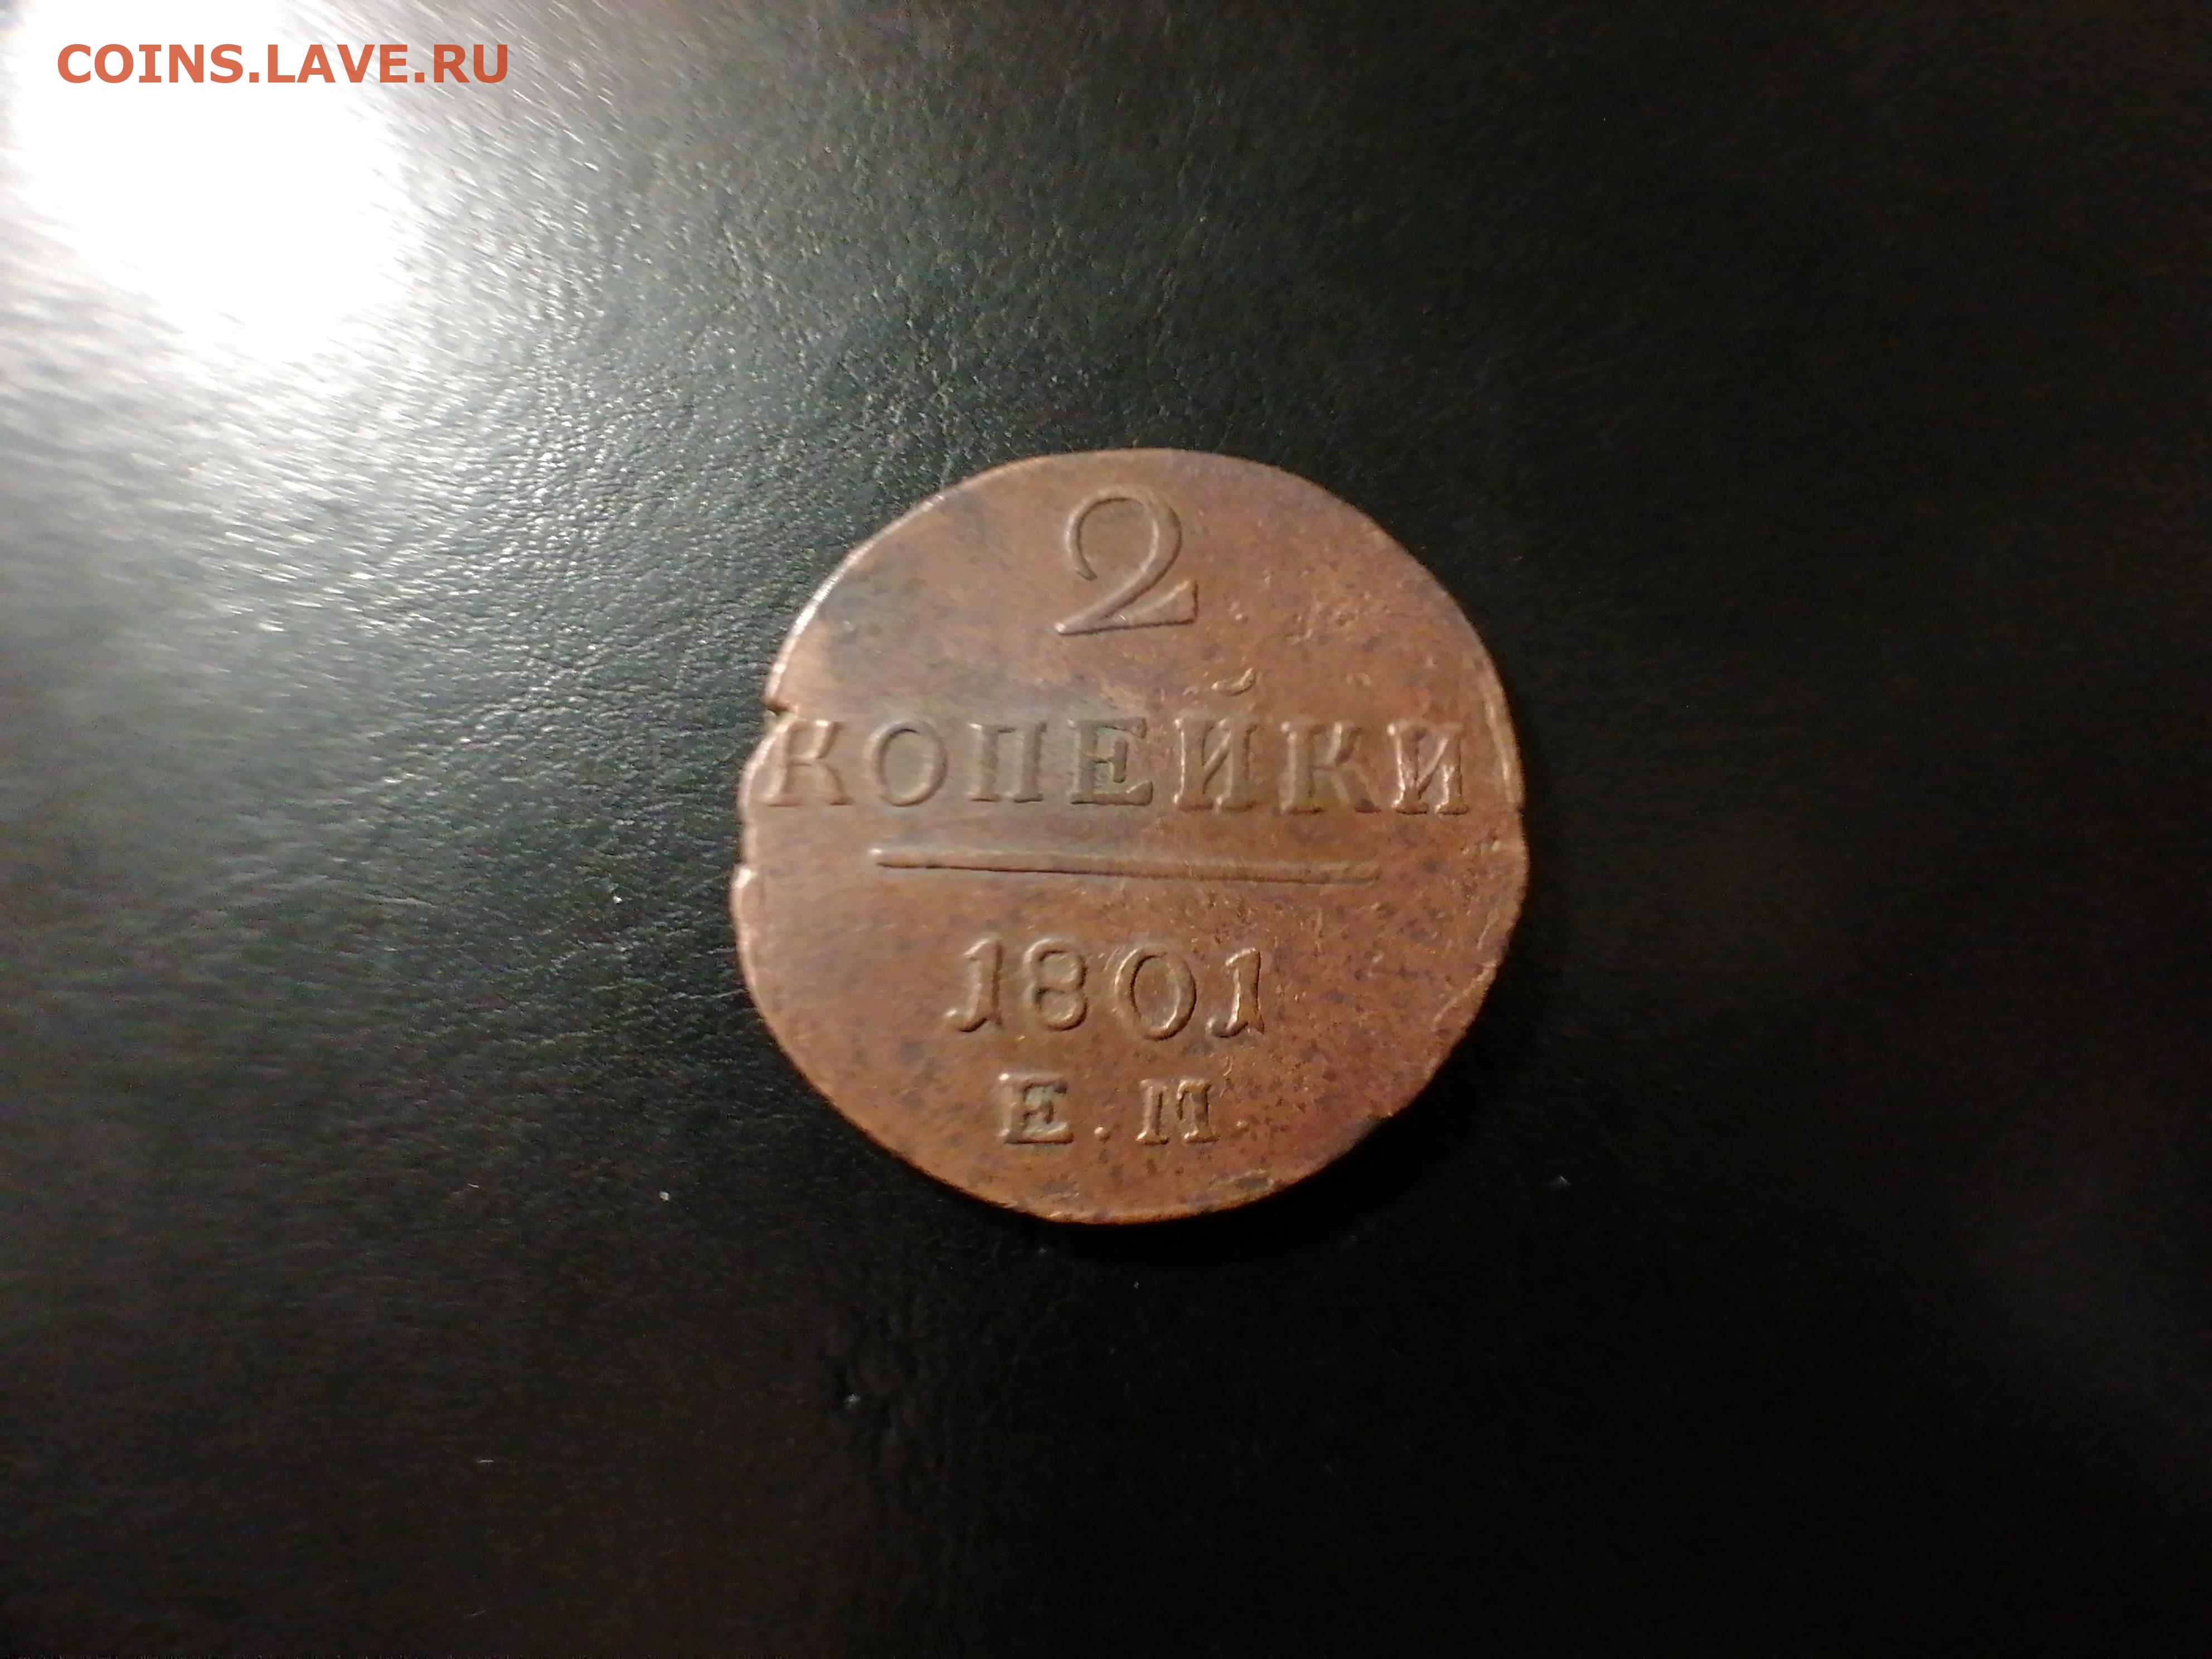 COINS.LAVE.RU
2
КОПЕЙКИ
1801
Е.М.